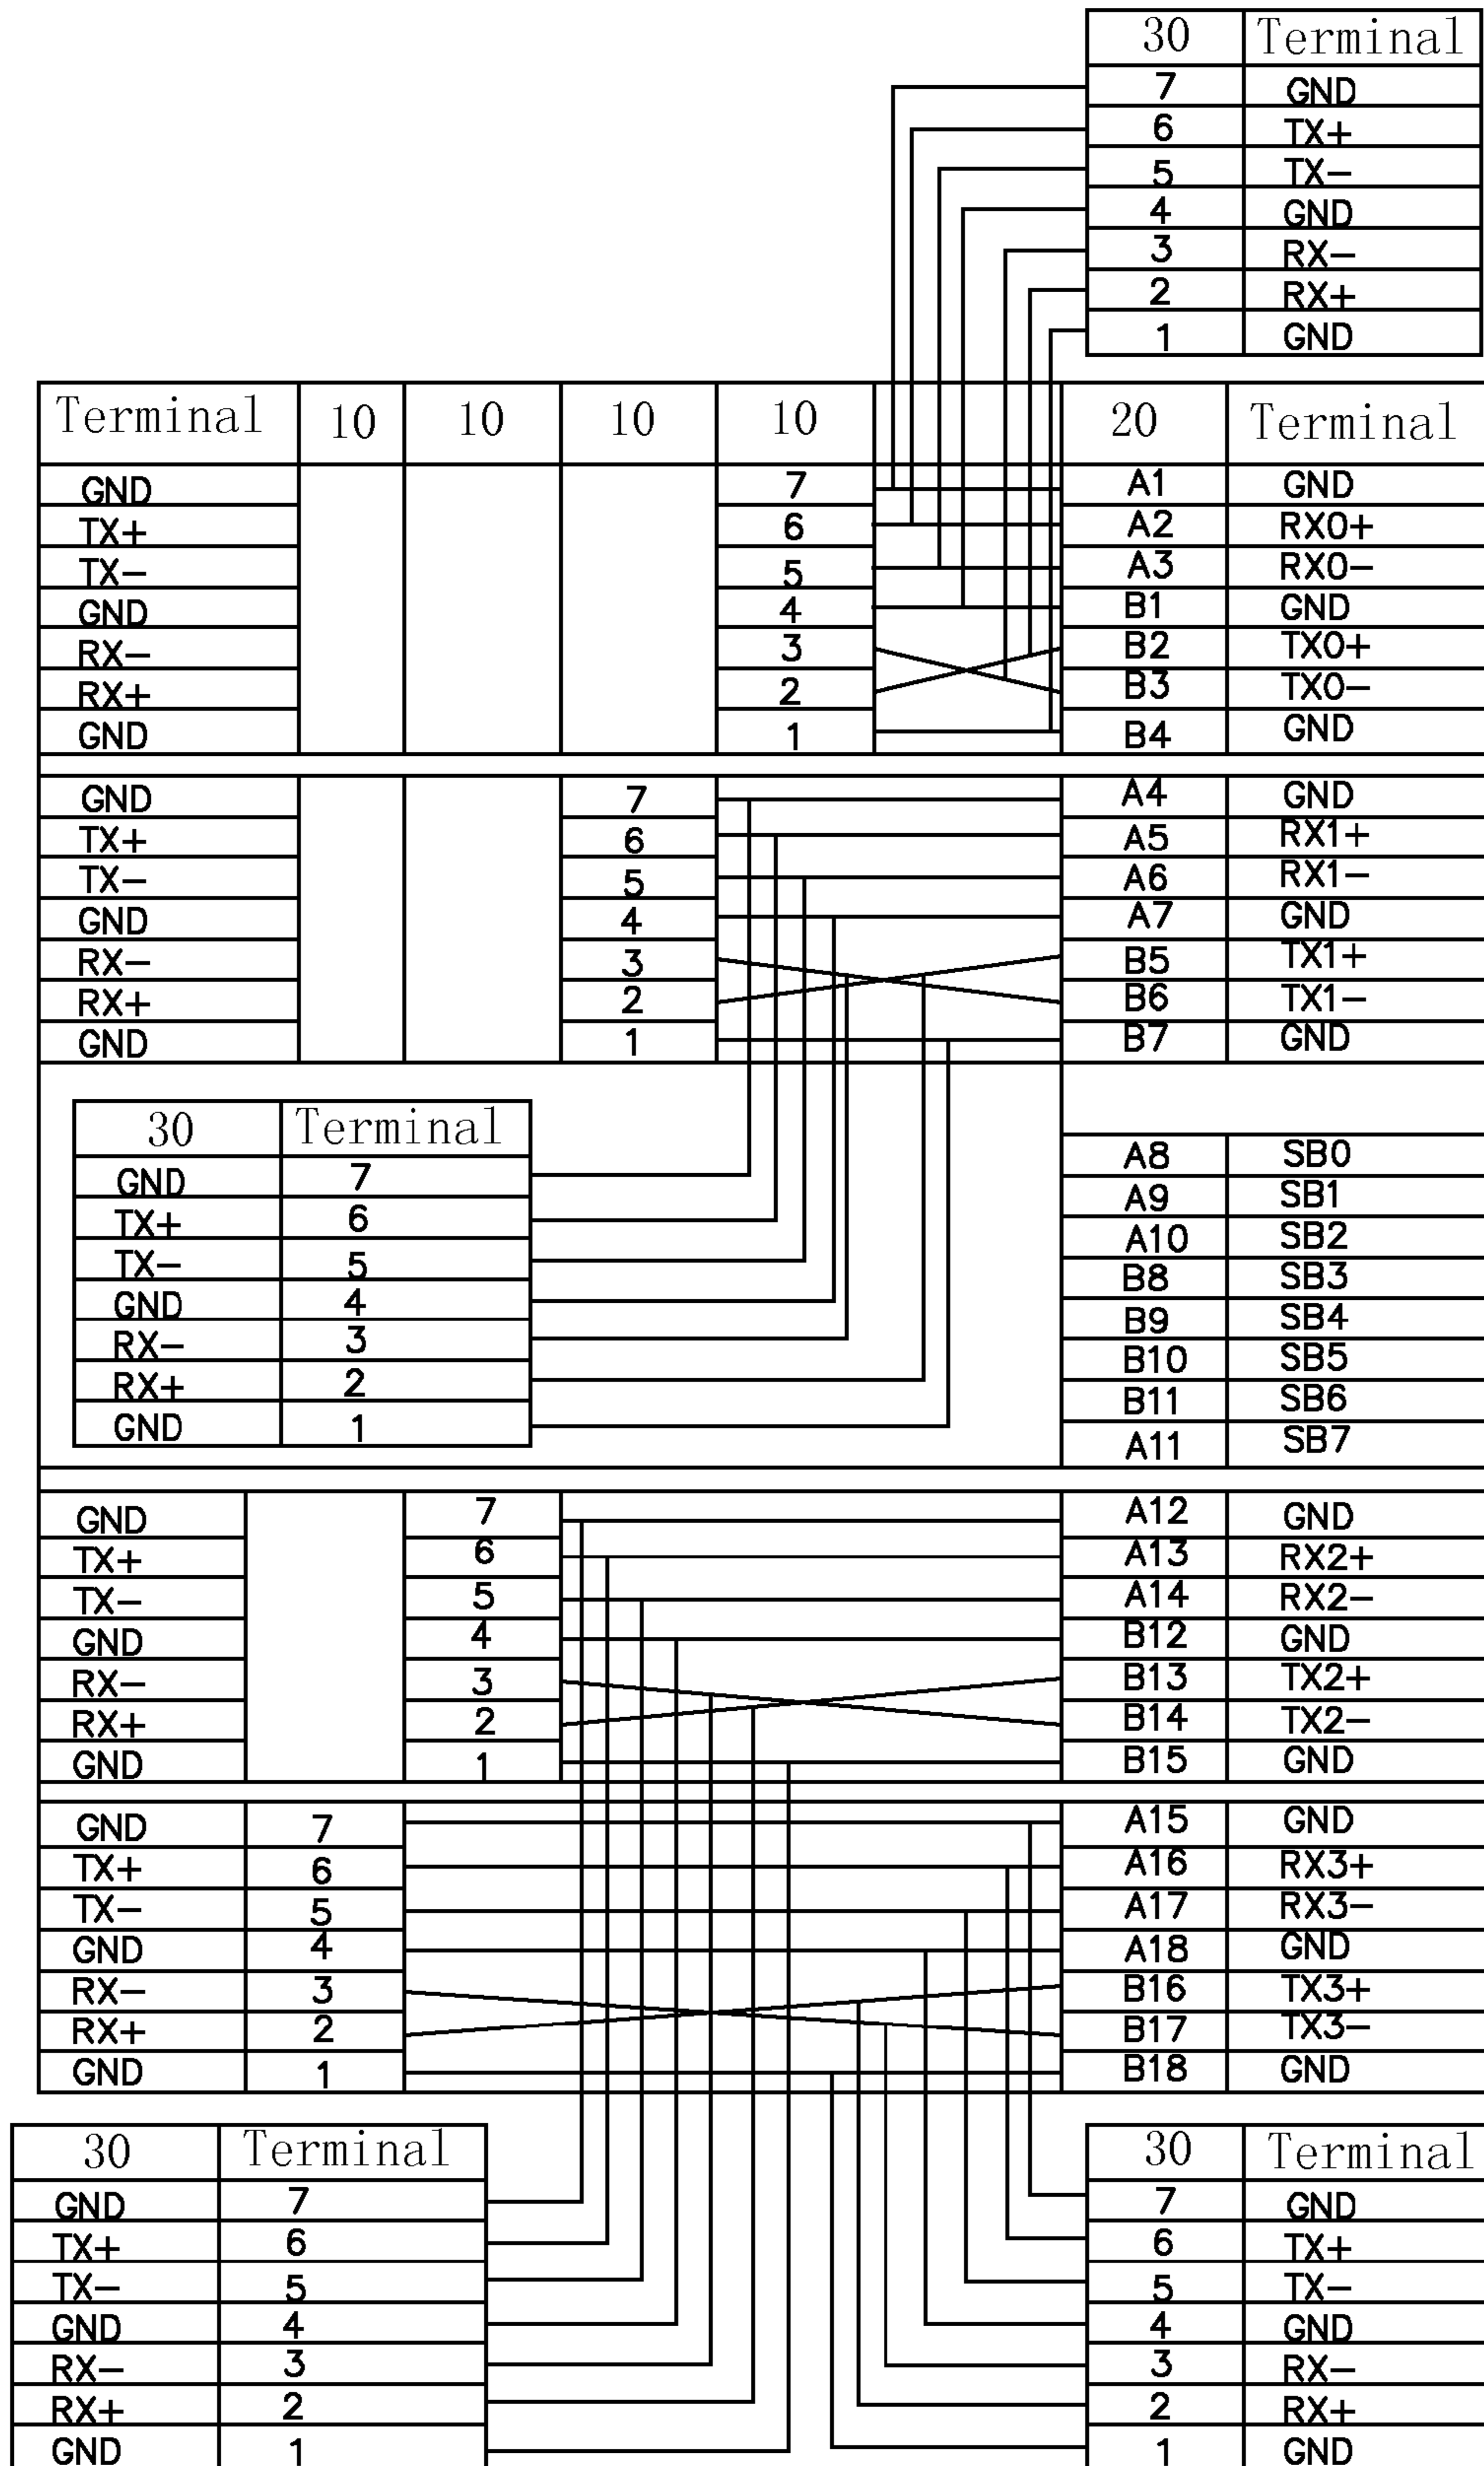 30 Terminal
7 GND
6 TX+
5 TX-
4 GND
3 RX-
2 RX+
1 GND
Terminal 10 10 10 10 20 Terminal
GND 7 A1 GND
TX+ 6 A2 RX0+
TX- 5 A3 RX0-
GND 4 B1 GND
RX- 3 B2 TX0+
RX+ 2 B3 TX0-
GND 1 B4 GND
GND 7 A4 GND
TX+ 6 A5 RX1+
TX- 5 A6 RX1-
GND 4 A7 GND
RX- 3 B5 TX1+
RX+ 2 B6 TX1-
GND 1 B7 GND
30 Terminal
GND 7
TX+ 6
TX- 5
GND 4
RX- 3
RX+ 2
GND 1
A8 SB0
A9 SB1
A10 SB2
B8 SB3
B9 SB4
B10 SB5
B11 SB6
A11 SB7
GND 7 A12 GND
TX+ 6 A13 RX2+
TX- 5 A14 RX2-
GND 4 B12 GND
RX- 3 B13 TX2+
RX+ 2 B14 TX2-
GND 1 B15 GND
GND 7 A15 GND
TX+ 6 A16 RX3+
TX- 5 A17 RX3-
GND 4 A18 GND
RX- 3 B16 TX3+
RX+ 2 B17 TX3-
GND 1 B18 GND
30 Terminal
GND 7
TX+ 6
TX- 5
GND 4
RX- 3
RX+ 2
GND 1
30 Terminal
7 GND
6 TX+
5 TX-
4 GND
3 RX-
2 RX+
1 GND